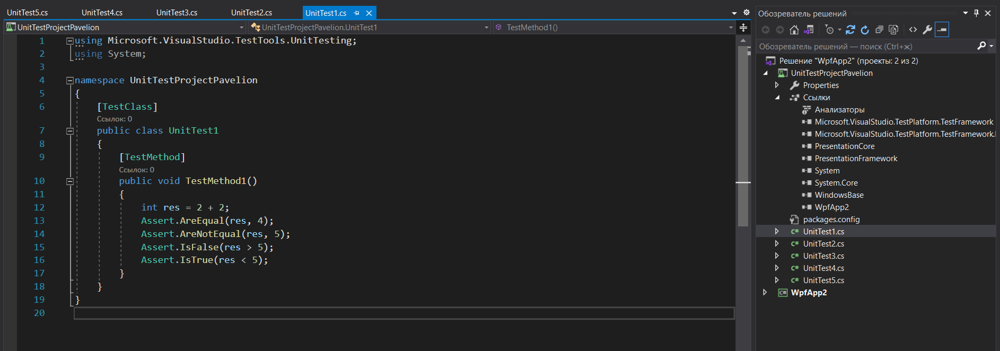 UnitTest5.cs UnitTest4.cs UnitTest3.cs UnitTest2.cs UnitTest1.cs
UnitTestProjectPavelion UnitTestProjectPavelion.UnitTest1 TestMethod1()
1 using Microsoft.VisualStudio.TestTools.UnitTesting;
2 using System;
3
4 namespace UnitTestProjectPavelion
5 {
6 [TestClass]
Ссылок: 0
7 public class UnitTest1
8 {
9 [TestMethod]
Ссылок: 0
10 public void TestMethod1()
11 {
12 int res = 2 + 2;
13 Assert.AreEqual(res, 4);
14 Assert.AreNotEqual(res, 5);
15 Assert.IsFalse(res > 5);
16 Assert.IsTrue(res < 5);
17 }
18 }
19 }
20
Обозреватель решений
Обозреватель решений — поиск (Ctrl+ж)
Решение "WpfApp2" (проекты: 2 из 2)
UnitTestProjectPavelion
Properties
Ссылки
Анализаторы
Microsoft.VisualStudio.TestPlatform.TestFramework
Microsoft.VisualStudio.TestPlatform.TestFramework.
PresentationCore
PresentationFramework
System
System.Core
WindowsBase
WpfApp2
packages.config
C# UnitTest1.cs
C# UnitTest2.cs
C# UnitTest3.cs
C# UnitTest4.cs
C# UnitTest5.cs
C# WpfApp2